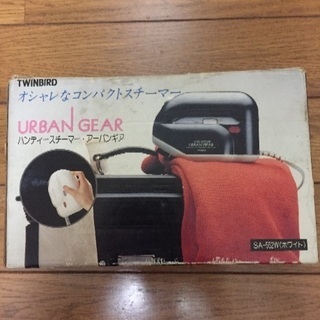 TWINBIRD
オシャレなコンパクトスチーマー
URBAN GEAR
ハンディースチーマー・アーバンギア
SA-552W(ホワイト)